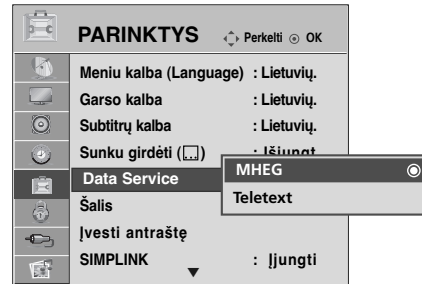 PARINKTYS Perkelti OK
Meniu kalba (Language) : Lietuvių.
Garso kalba : Lietuvių.
Subtitrų kalba : Lietuvių.
Sunku girdėti ( ) : Išjungt
Data Service
MHEG
Teletext
Šalis
Įvesti antraštę
SIMPLINK : Įjungti